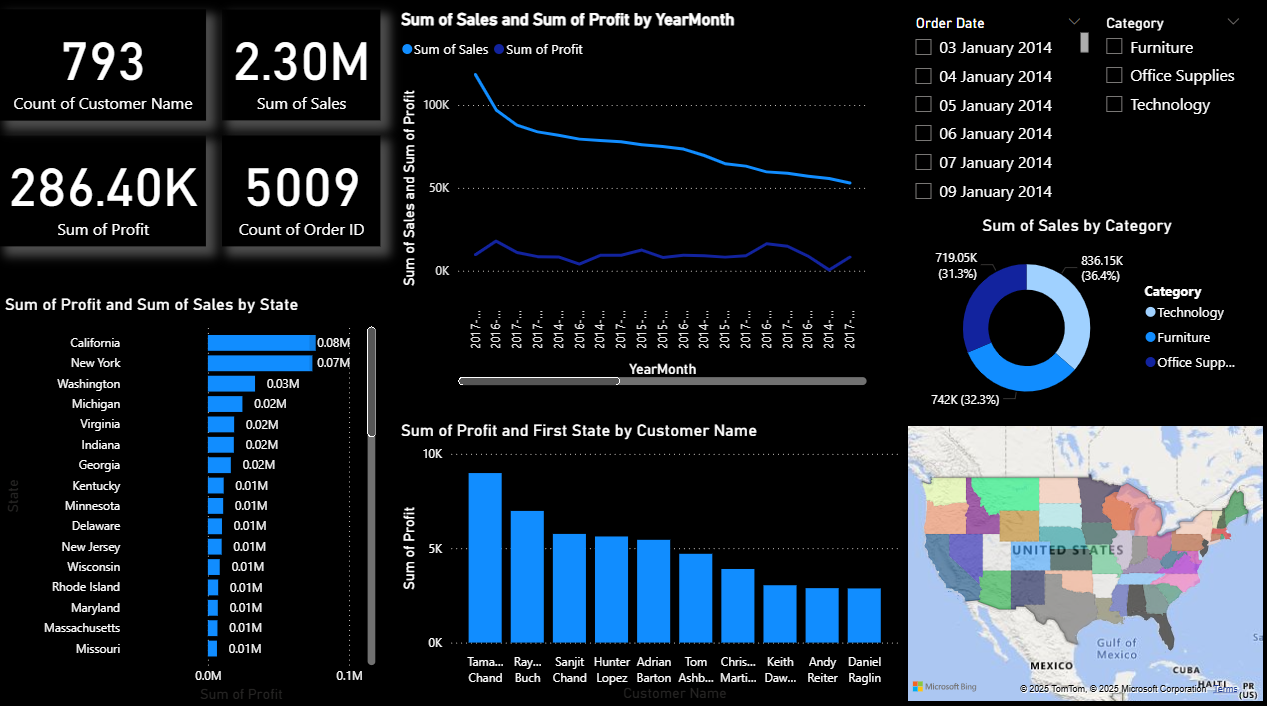 793
Count of Customer Name
2.30M
Sum of Sales
286.40K
Sum of Profit
5009
Count of Order ID
Sum of Sales and Sum of Profit by YearMonth
Sum of Sales Sum of Profit
Sum of Sales and Sum of Profit
100K
50K
0K
2017-...
2016-...
2017-...
2017-...
2014-...
2016-...
2014-...
2017-...
2015-...
2015-...
2016-...
2014-...
2015-...
2017-...
2016-...
2017-...
2016-...
2014-...
2017-...
YearMonth
Order Date
03 January 2014
04 January 2014
05 January 2014
06 January 2014
07 January 2014
09 January 2014
Category
Furniture
Office Supplies
Technology
Sum of Sales by Category
719.05K
(31.3%)
836.15K
(36.4%)
742K (32.3%)
Category
Technology
Furniture
Office Supp...
Sum of Profit and Sum of Sales by State
State
California 0.08M
New York 0.07M
Washington 0.03M
Michigan 0.02M
Virginia 0.02M
Indiana 0.02M
Georgia 0.02M
Kentucky 0.01M
Minnesota 0.01M
Delaware 0.01M
New Jersey 0.01M
Wisconsin 0.01M
Rhode Island 0.01M
Maryland 0.01M
Massachusetts 0.01M
Missouri 0.01M
0.0M 0.1M
Sum of Profit
Sum of Profit and First State by Customer Name
Sum of Profit
10K
5K
0K
Tama...
Chand
Ray...
Buch
Sanjit
Chand
Hunter
Lopez
Adrian
Barton
Tom
Ashb...
Chris...
Marti...
Keith
Daw...
Andy
Reiter
Daniel
Raglin
Customer Name
UNITED STATES
Gulf of
Mexico
MEXICO
CUBA
HAITI
PR
(US)
Microsoft Bing
© 2025 TomTom, © 2025 Microsoft Corporation Terms